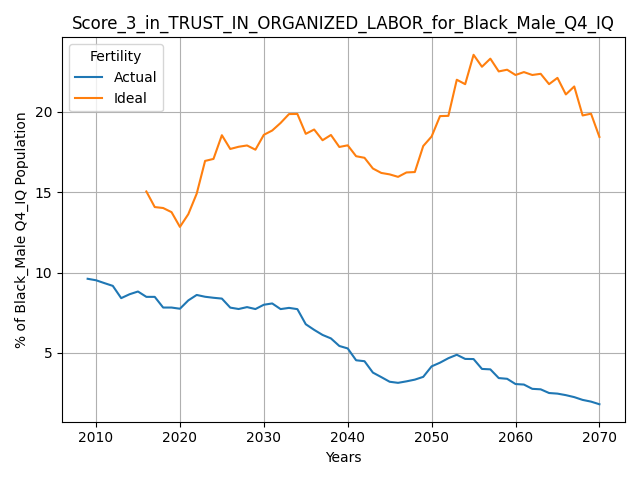 Score_3_in_TRUST_IN_ORGANIZED_LABOR_for_Black_Male_Q4_IQ
Fertility
Actual
Ideal
% of Black_Male Q4_IQ Population
20
15
10
5
2010 2020 2030 2040 2050 2060 2070
Years